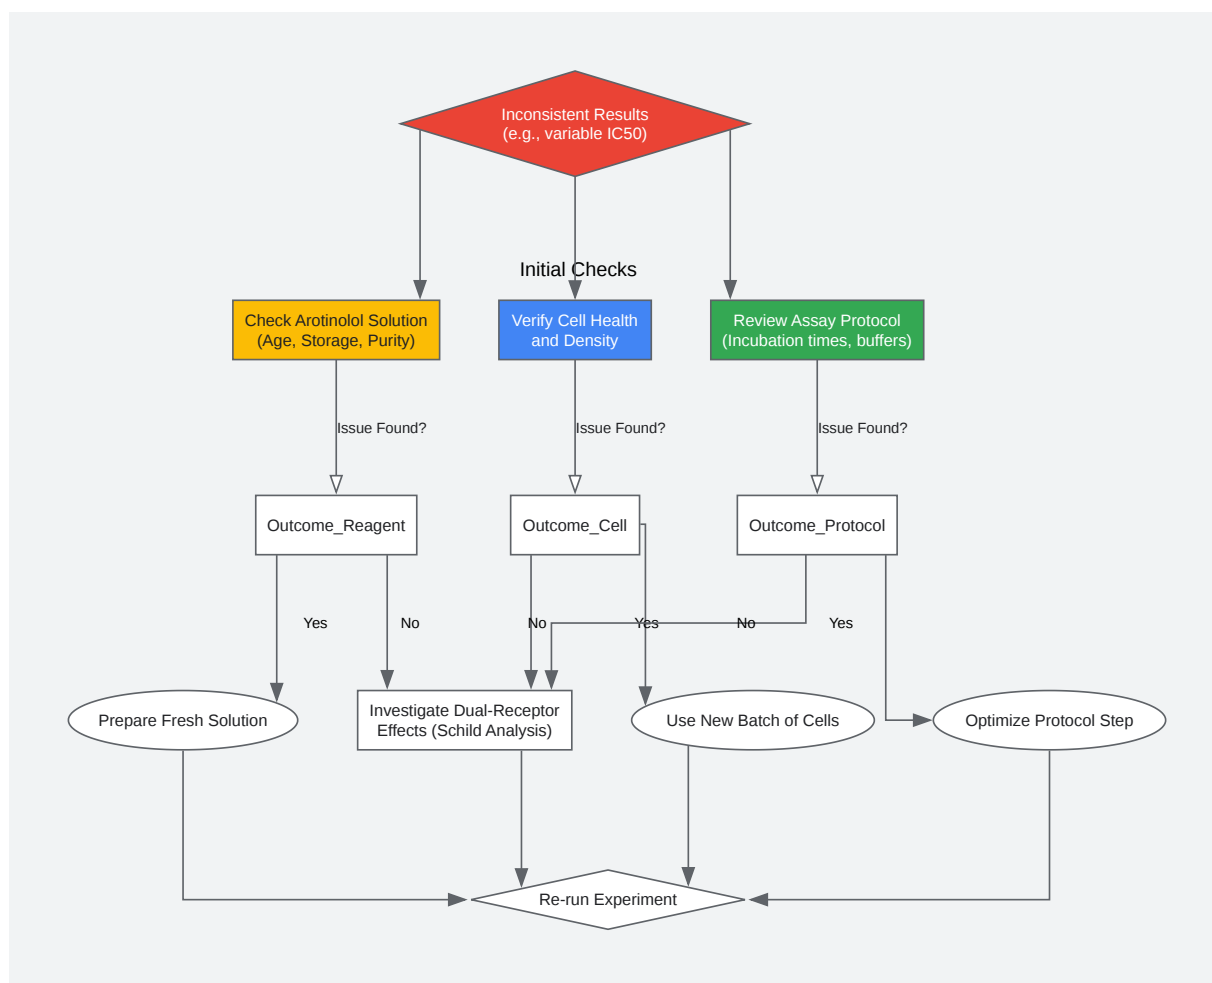 Inconsistent Results
(e.g., variable IC50)
Initial Checks
Check Arotinolol Solution
(Age, Storage, Purity)
Verify Cell Health
and Density
Review Assay Protocol
(Incubation times, buffers)
Issue Found?
Issue Found?
Issue Found?
Outcome_Reagent
Outcome_Cell
Outcome_Protocol
Yes
No
No
Yes
No
Yes
Prepare Fresh Solution
Investigate Dual-Receptor
Effects (Schild Analysis)
Use New Batch of Cells
Optimize Protocol Step
Re-run Experiment